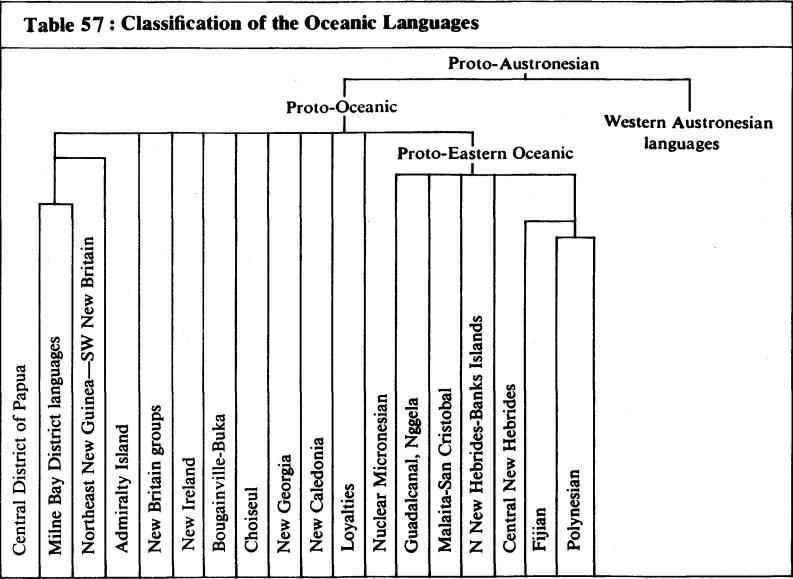 Table 57 : Classification of the Oceanic Languages
Proto-Austronesian
Proto-Oceanic
Western Austronesian
languages
Proto-Eastern Oceanic
Central District of Papua
Milne Bay District languages
Northeast New Guinea—SW New Britain
Admiralty Island
New Britain groups
New Ireland
Bougainville-Buka
Choiseul
New Georgia
New Caledonia
Loyalties
Nuclear Micronesian
Guadalcanal, Nggela
Malaita-San Cristobal
N New Hebrides-Banks Islands
Central New Hebrides
Fijian
Polynesian